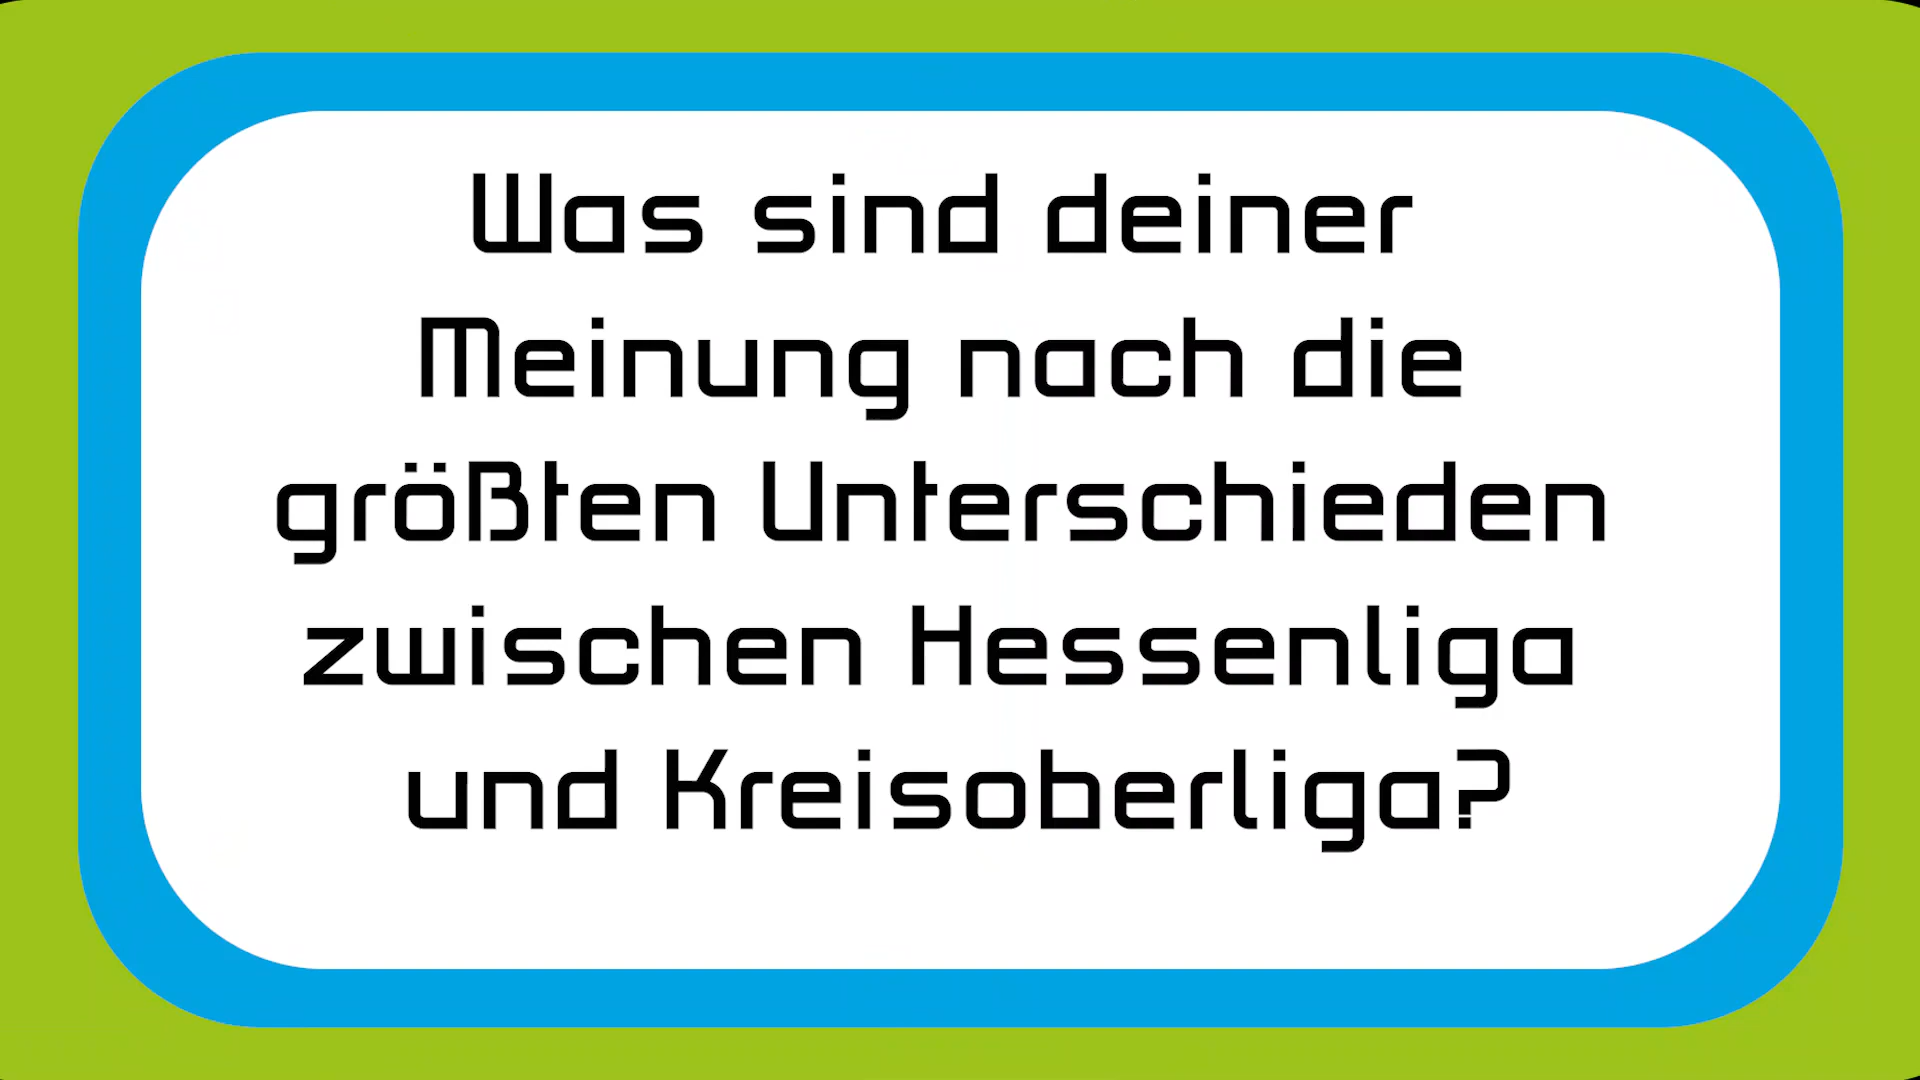 Was sind deiner
Meinung nach die
größten Unterschieden
zwischen Hessenliga
und Kreisoberliga?